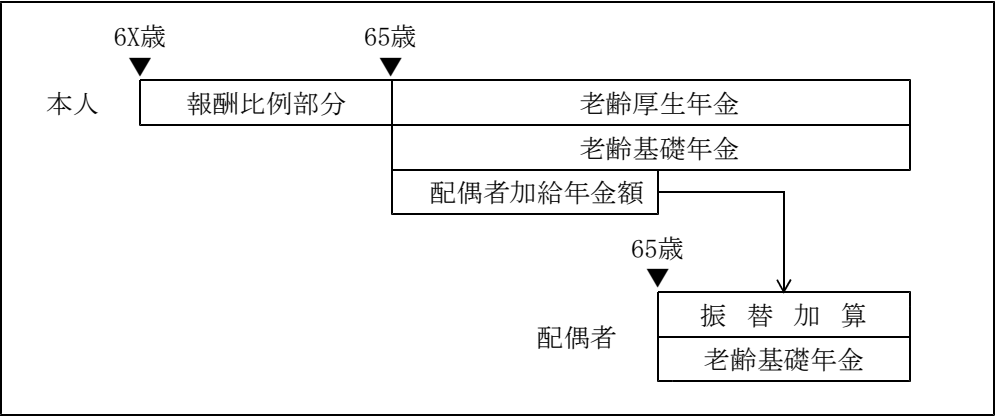 6X歳 65歳
本人 報酬比例部分 老齢厚生年金
老齢基礎年金
配偶者加給年金額
65歳
振替加算
配偶者
老齢基礎年金